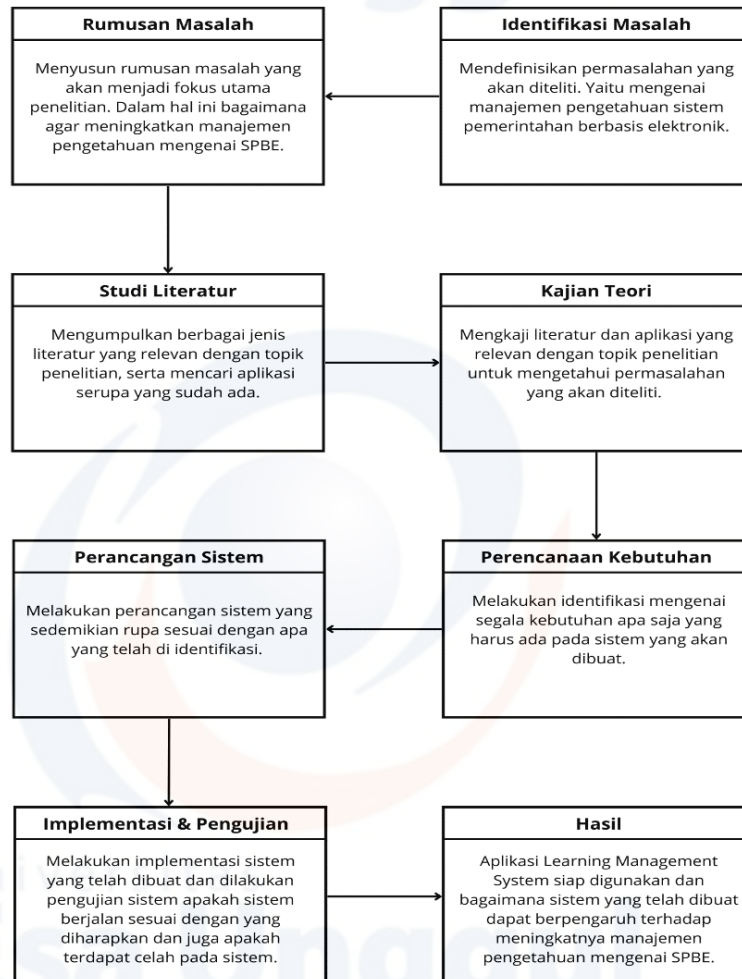 Rumusan Masalah
Menyusun rumusan masalah yang
akan menjadi fokus utama
penelitian. Dalam hal ini bagaimana
agar meningkatkan manajemen
pengetahuan mengenai SPBE.
Identifikasi Masalah
Mendefinisikan permasalahan yang
akan diteliti. Yaitu mengenai
manajemen pengetahuan sistem
pemerintahan berbasis elektronik.
Studi Literatur
Mengumpulkan berbagai jenis
literatur yang relevan dengan topik
penelitian, serta mencari aplikasi
serupa yang sudah ada.
Kajian Teori
Mengkaji literatur dan aplikasi yang
relevan dengan topik penelitian
untuk mengetahui permasalahan
yang akan diteliti.
Perancangan Sistem
Melakukan perancangan sistem yang
sedemikian rupa sesuai dengan apa
yang telah di identifikasi.
Perencanaan Kebutuhan
Melakukan identifikasi mengenai
segala kebutuhan apa saja yang
harus ada pada sistem yang akan
dibuat.
Implementasi & Pengujian
Melakukan implementasi sistem
yang telah dibuat dan dilakukan
pengujian sistem apakah sistem
berjalan sesuai dengan yang
diharapkan dan juga apakah
terdapat celah pada sistem.
Hasil
Aplikasi Learning Management
System siap digunakan dan
bagaimana sistem yang telah dibuat
dapat berpengaruh terhadap
meningkatnya manajemen
pengetahuan mengenai SPBE.